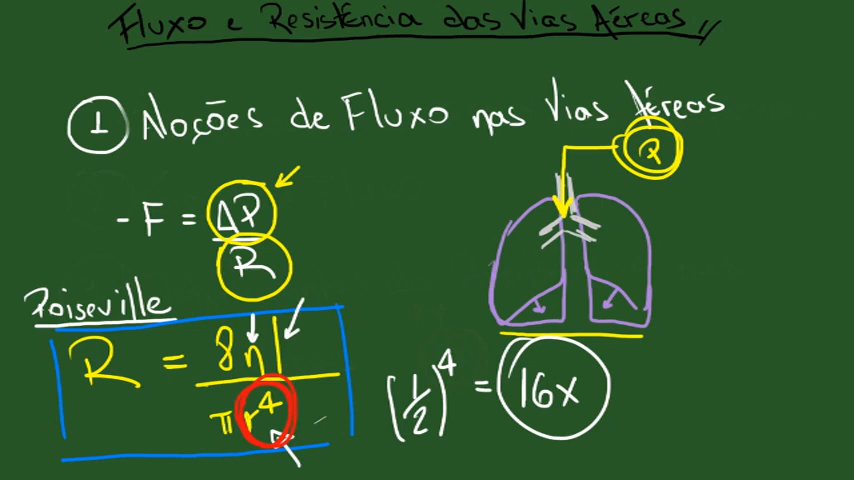 Fluxo e Resistência das Vias Aéreas
1 Noções de Fluxo nas Vias Aéreas
P
- F = ΔP
R
Poiseville
R = 8ηl
πr⁴
(1/2)⁴ = 16x